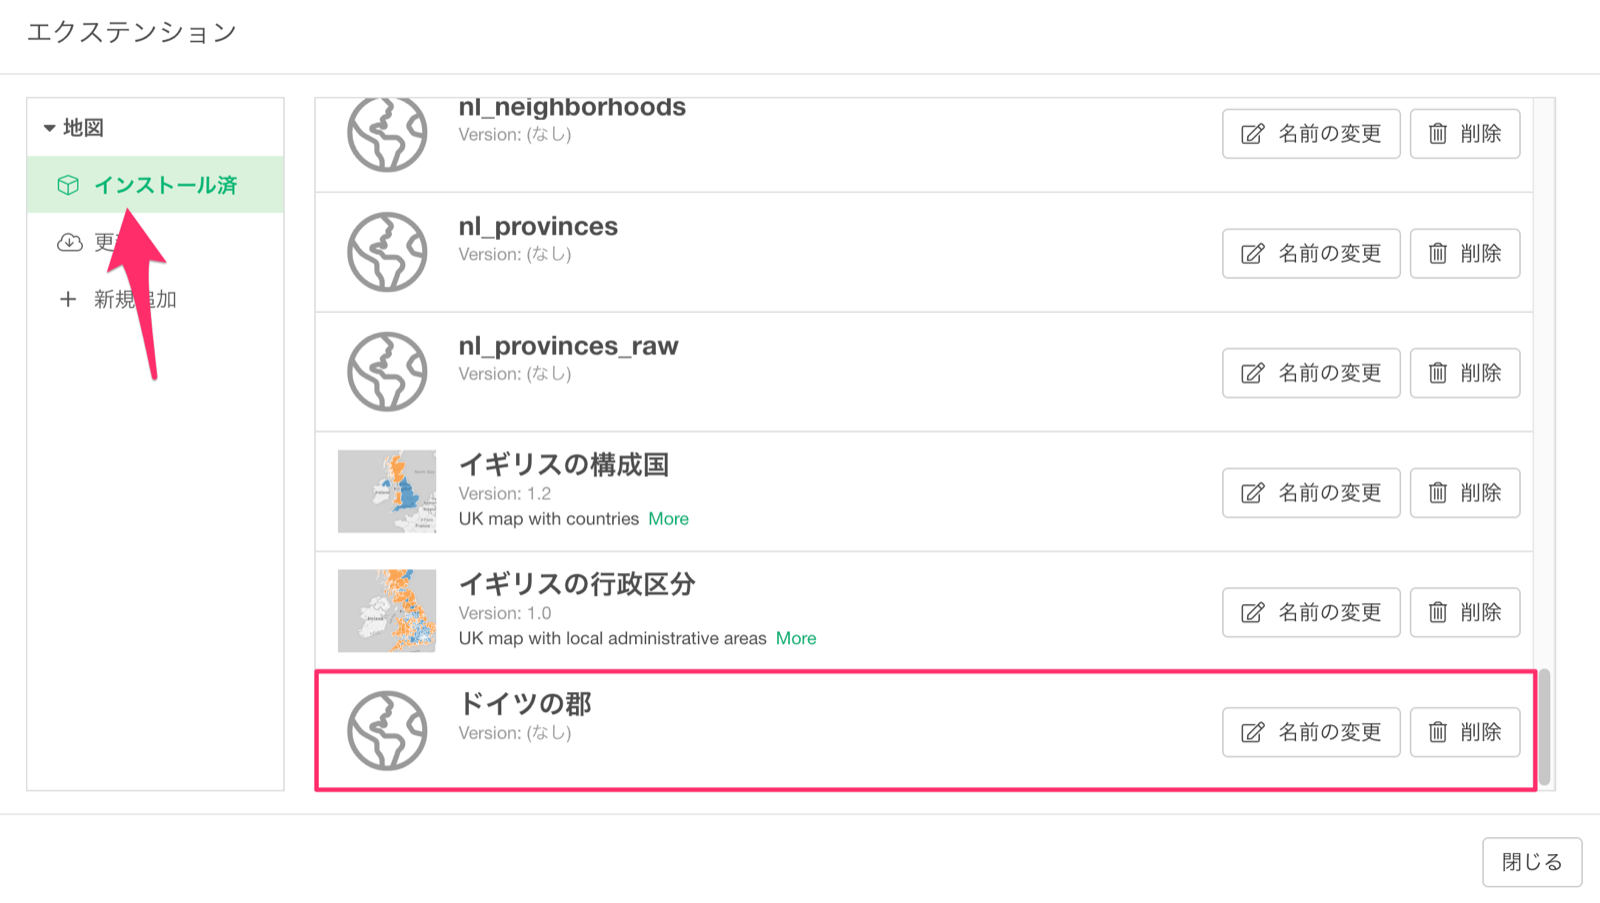 エクステンション
地図
インストール済
更
新規追加
nl_neighborhoods
Version: (なし)
名前の変更
削除
nl_provinces
Version: (なし)
名前の変更
削除
nl_provinces_raw
Version: (なし)
名前の変更
削除
イギリスの構成国
Version: 1.2
UK map with countries More
名前の変更
削除
イギリスの行政区分
Version: 1.0
UK map with local administrative areas More
名前の変更
削除
ドイツの郡
Version: (なし)
名前の変更
削除
閉じる